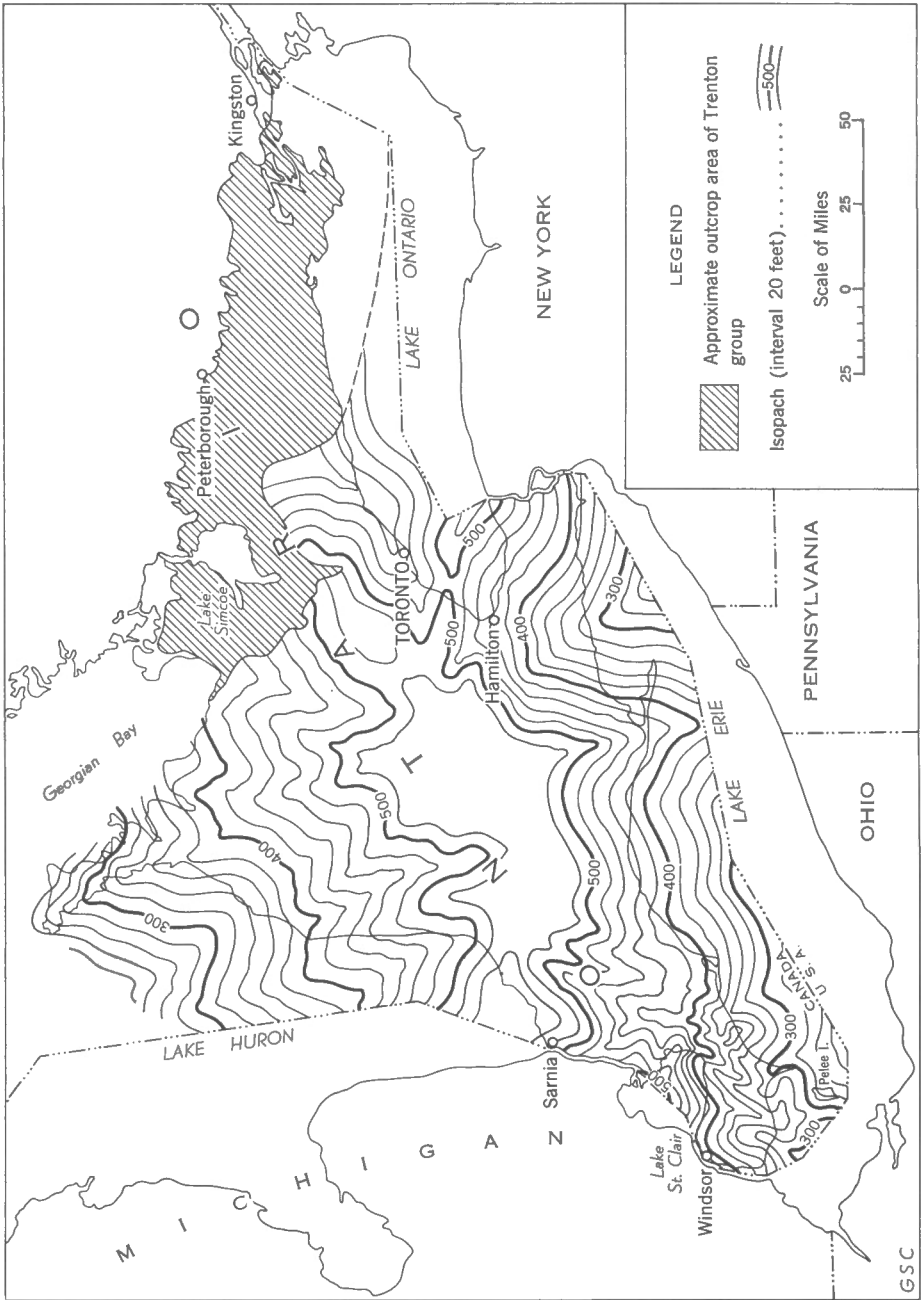 Kingston
Peterborough
Lake
Simcoe
Georgian Bay
ONTARIO
TORONTO
Hamilton
LAKE ONTARIO
NEW YORK
LAKE HURON
MICHIGAN
Sarnia
Lake
St. Clair
Windsor
Pelee I.
CANADA
U.S.A.
LAKE ERIE
OHIO
PENNSYLVANIA
300
400
500
500
500
400
300
500
400
300
500
300
LEGEND
Approximate outcrop area of Trenton
group
Isopach (interval 20 feet)........
500
Scale of Miles
25 0 25 50
GSC